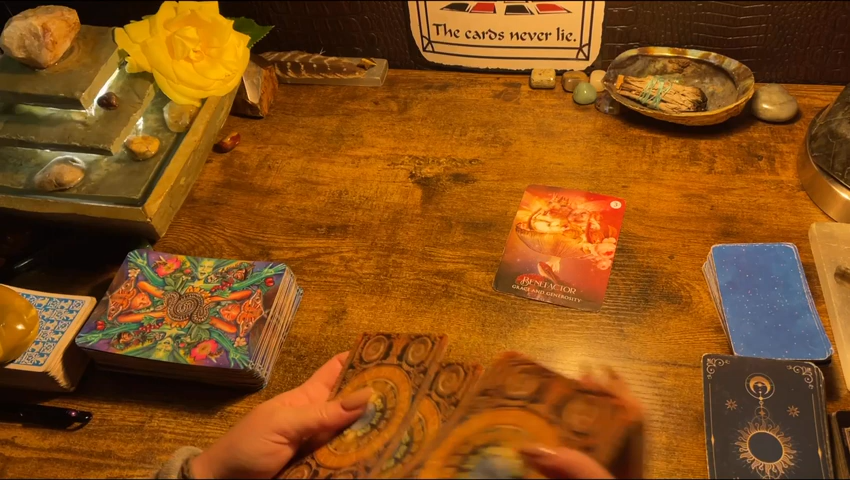 The cards never lie.
BENEFACTOR
GRACE AND GENEROSITY